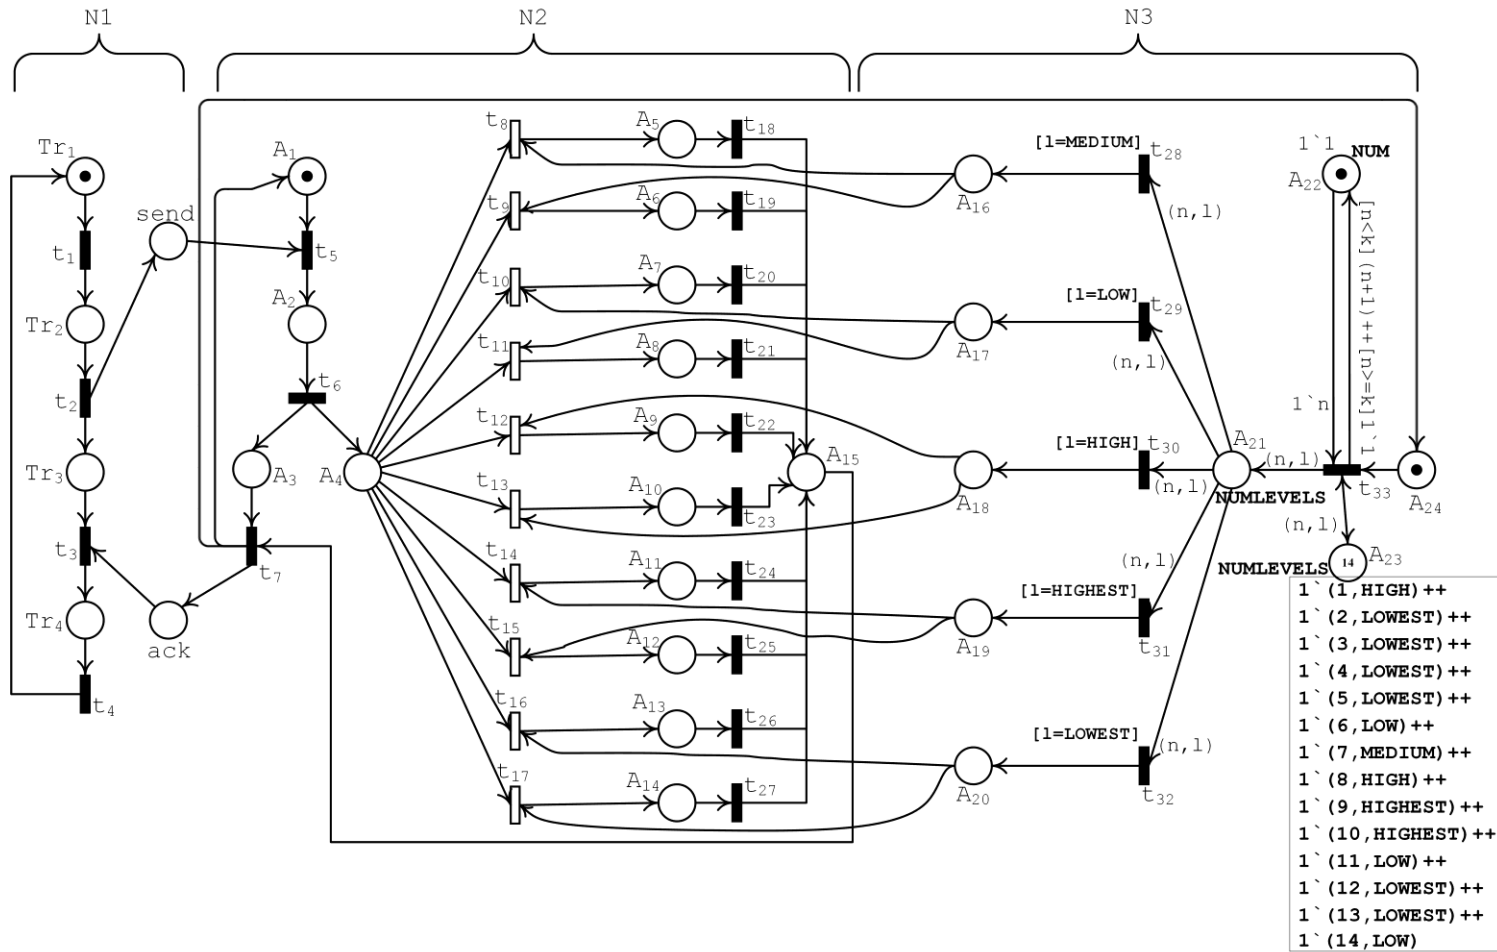 N1
N2
N3
Tr1
t1
Tr2
t2
Tr3
t3
Tr4
t4
send
ack
A1
t5
A2
t6
A3
A4
t7
t8
A5
t18
t9
A6
t19
t10
A7
t20
t11
A8
t21
t12
A9
t22
t13
A10
t23
t14
A11
t24
t15
A12
t25
t16
A13
t26
t17
A14
t27
A15
A16
A17
A18
A19
A20
[l=MEDIUM]
t28
(n,l)
[l=LOW]
t29
(n,l)
[l=HIGH]
t30
(n,l)
[l=HIGHEST]
t31
(n,l)
[l=LOWEST]
t32
(n,l)
A21
NUMLEVELS
(n,l)
1`1
NUM
A22
1`n
[n<k](n+1)++[n>=k]1`1
t33
A24
(n,l)
A23
NUMLEVELS
14
1`(1,HIGH)++
1`(2,LOWEST)++
1`(3,LOWEST)++
1`(4,LOWEST)++
1`(5,LOWEST)++
1`(6,LOW)++
1`(7,MEDIUM)++
1`(8,HIGH)++
1`(9,HIGHEST)++
1`(10,HIGHEST)++
1`(11,LOW)++
1`(12,LOWEST)++
1`(13,LOWEST)++
1`(14,LOW)